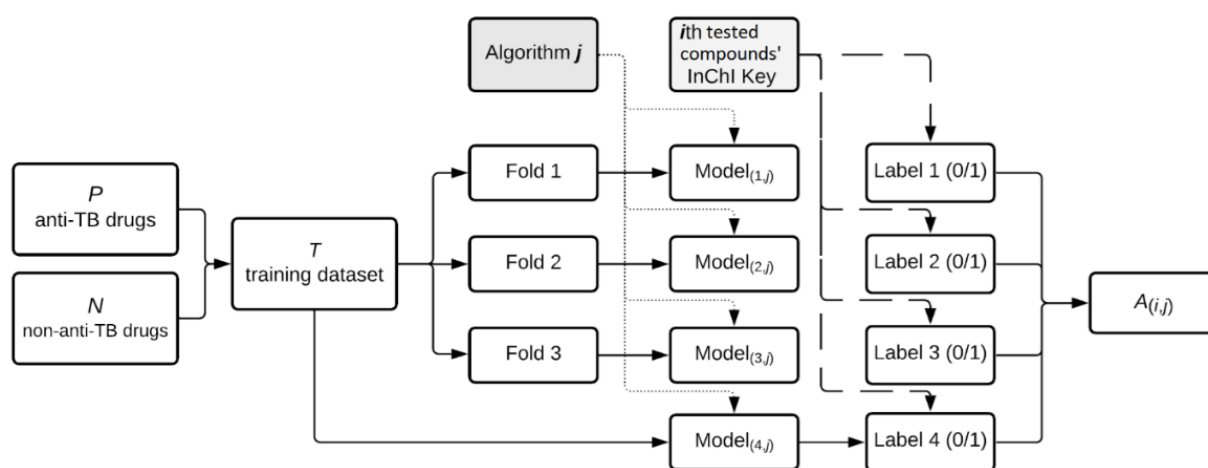 Algorithm j
ith tested
compounds'
InChI Key
P
anti-TB drugs
N
non-anti-TB drugs
T
training dataset
Fold 1
Model(1,j)
Label 1 (0/1)
Fold 2
Model(2,j)
Label 2 (0/1)
Fold 3
Model(3,j)
Label 3 (0/1)
Model(4,j)
Label 4 (0/1)
A(i,j)